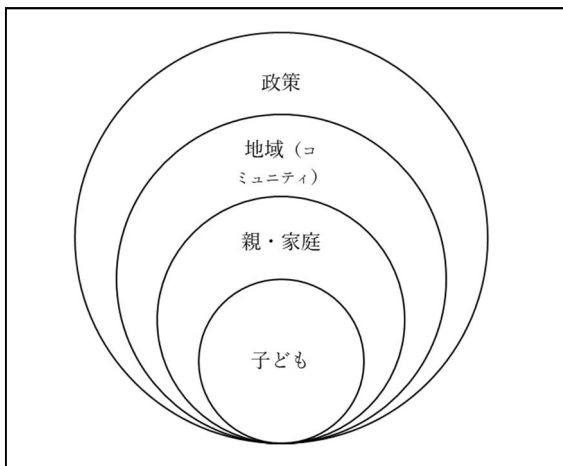 政策
地域（コ
ミュニティ）
親・家庭
子ども